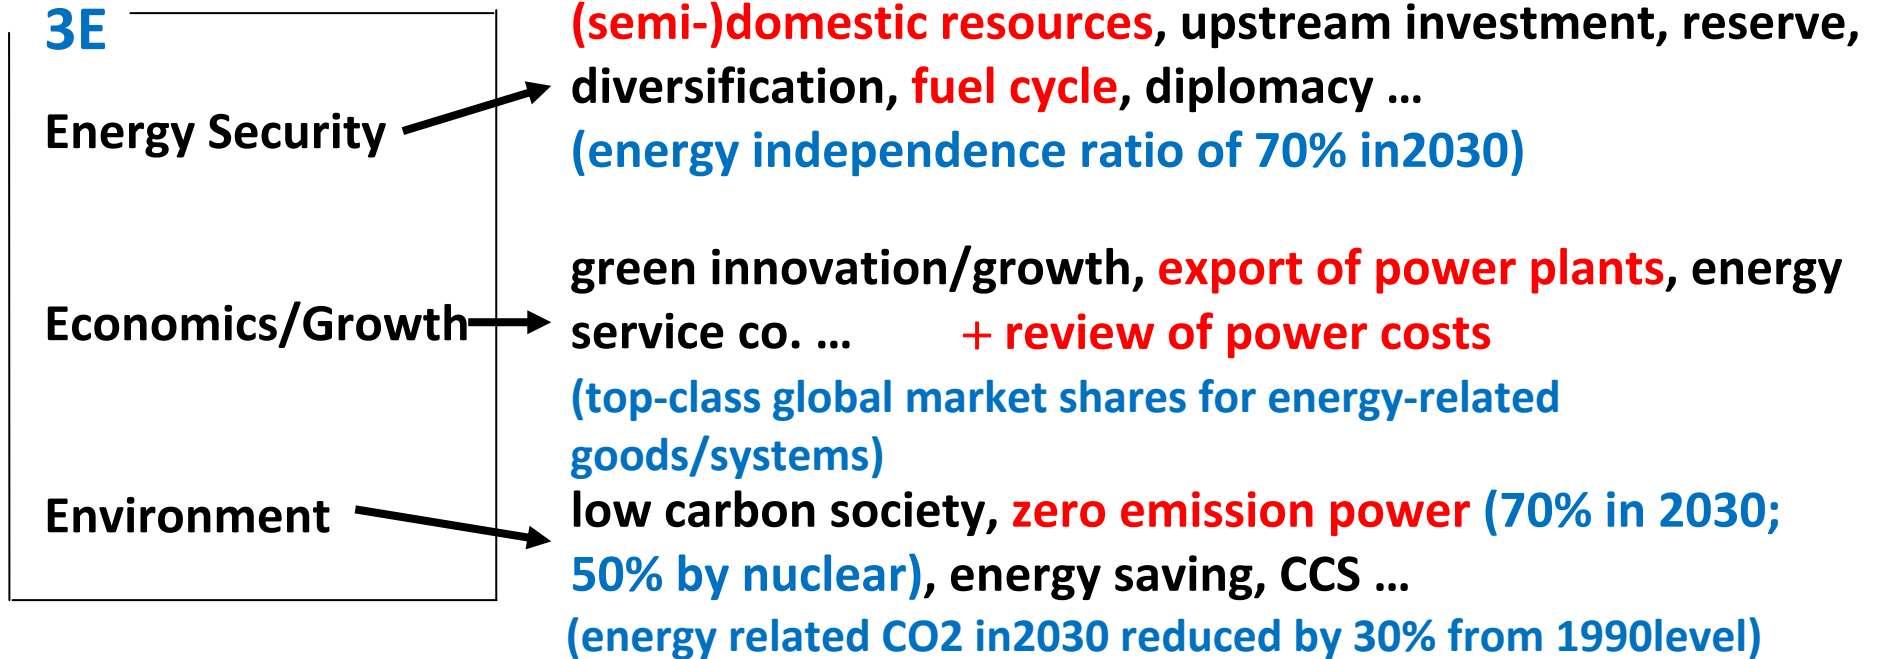 3E
Energy Security
(semi-)domestic resources, upstream investment, reserve,
diversification, fuel cycle, diplomacy …
(energy independence ratio of 70% in2030)
Economics/Growth
green innovation/growth, export of power plants, energy
service co. … + review of power costs
(top-class global market shares for energy-related
goods/systems)
Environment
low carbon society, zero emission power (70% in 2030;
50% by nuclear), energy saving, CCS …
(energy related CO2 in2030 reduced by 30% from 1990level)